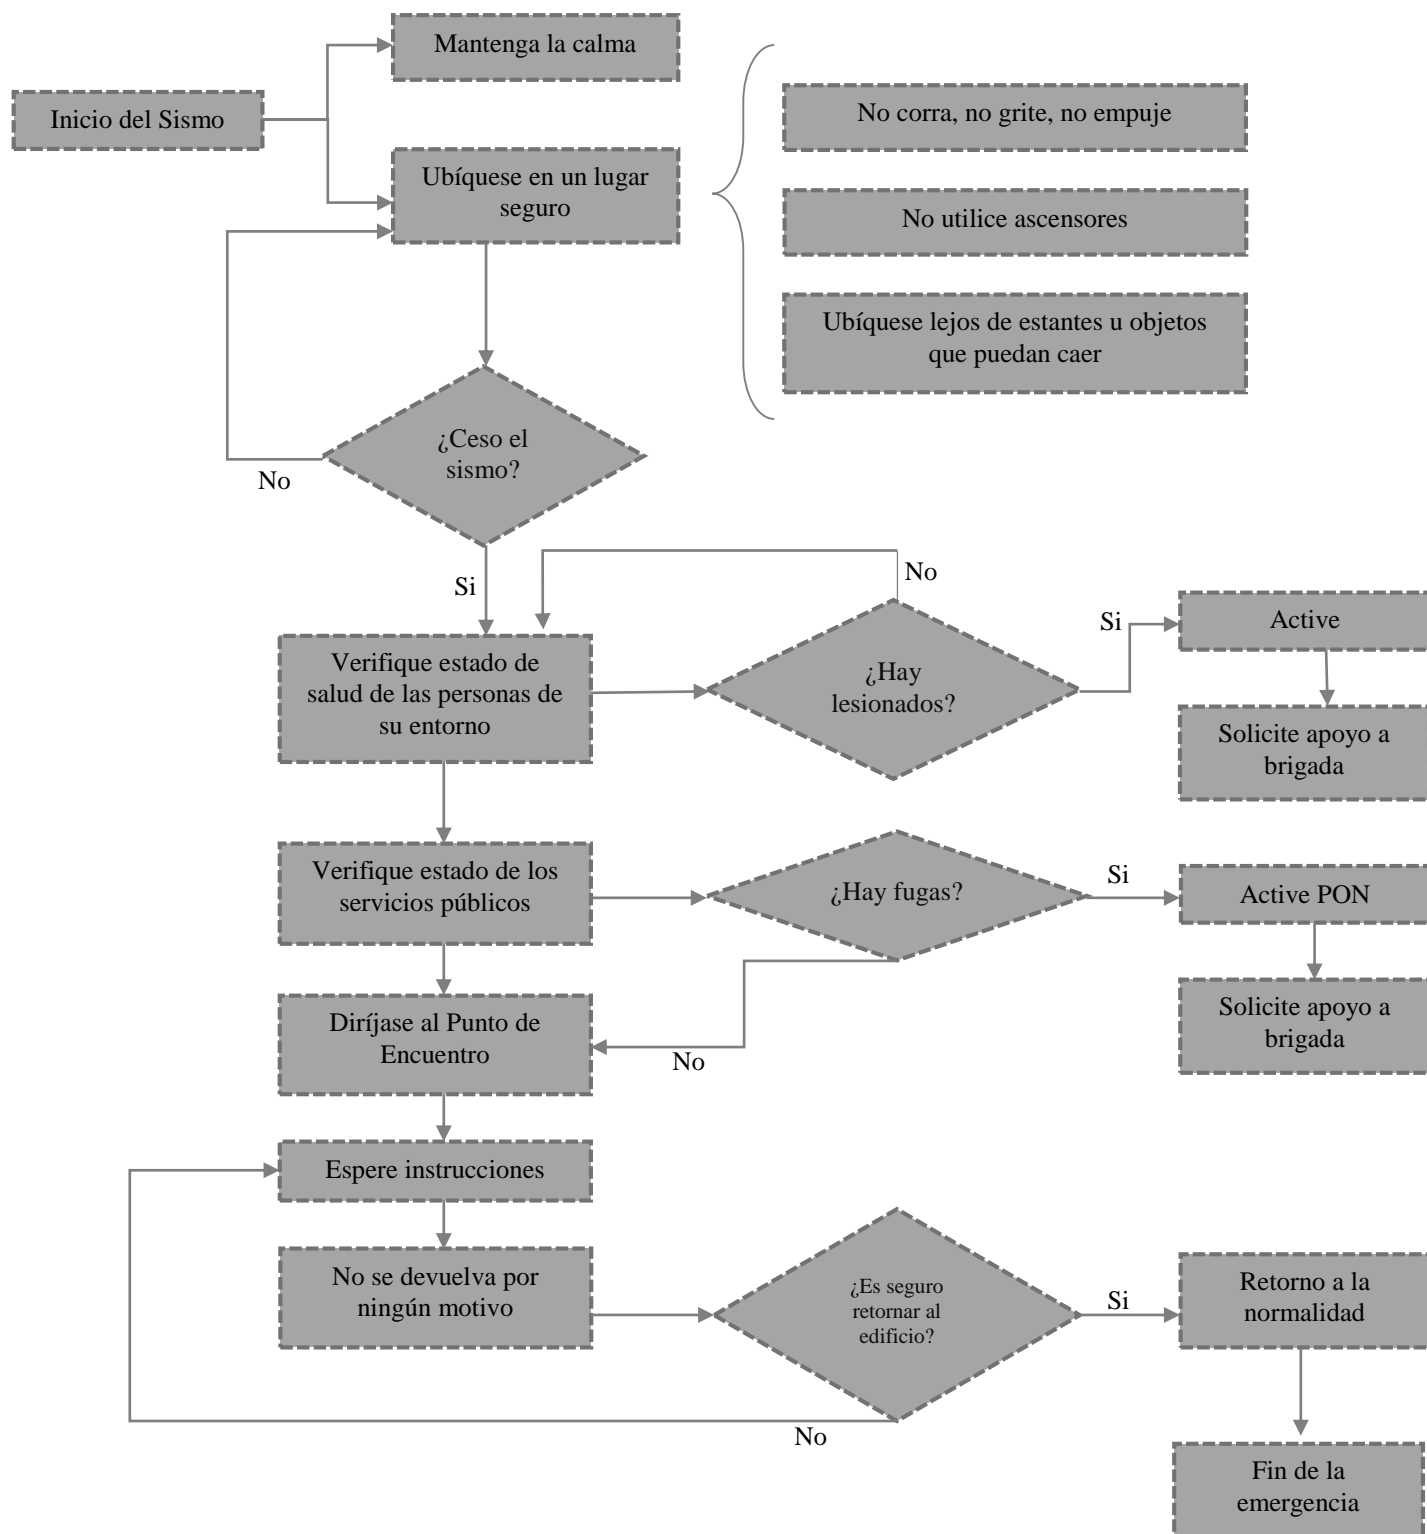 Mantenga la calma
Inicio del Sismo
Ubíquese en un lugar
seguro
No corra, no grite, no empuje
No utilice ascensores
Ubíquese lejos de estantes u objetos
que puedan caer
¿Ceso el
sismo?
No
Si
Verifique estado de
salud de las personas de
su entorno
No
¿Hay
lesionados?
Si
Active
Solicite apoyo a
brigada
Verifique estado de los
servicios públicos
¿Hay fugas?
Si
Active PON
Solicite apoyo a
brigada
No
Diríjase al Punto de
Encuentro
Espere instrucciones
No se devuelva por
ningún motivo
¿Es seguro
retornar al
edificio?
Si
Retorno a la
normalidad
No
Fin de la
emergencia